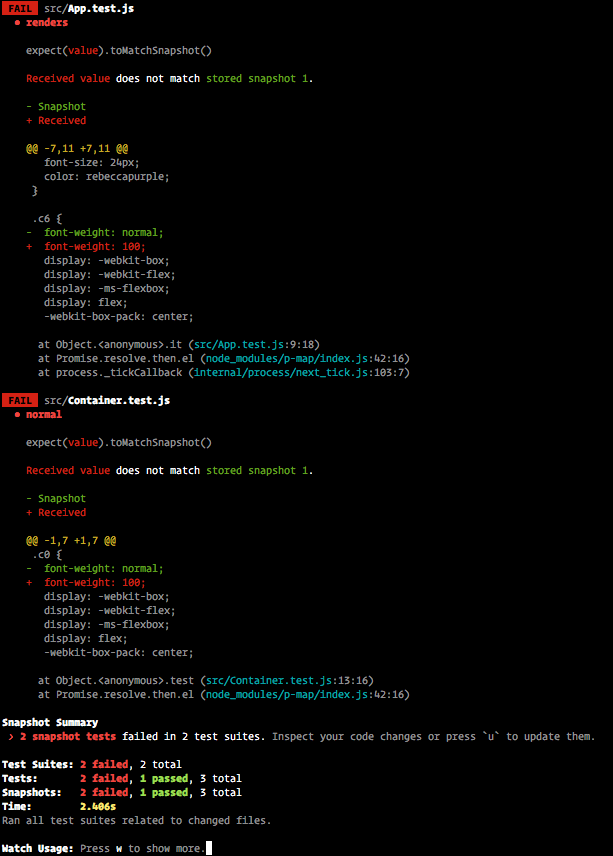 FAIL src/App.test.js
● renders
expect(value).toMatchSnapshot()
Received value does not match stored snapshot 1.
- Snapshot
+ Received
@@ -7,11 +7,11 @@
font-size: 24px;
color: rebeccapurple;
}
.c6 {
- font-weight: normal;
+ font-weight: 100;
display: -webkit-box;
display: -webkit-flex;
display: -ms-flexbox;
display: flex;
-webkit-box-pack: center;
at Object.<anonymous>.it (src/App.test.js:9:18)
at Promise.resolve.then.el (node_modules/p-map/index.js:42:16)
at process._tickCallback (internal/process/next_tick.js:103:7)
FAIL src/Container.test.js
● normal
expect(value).toMatchSnapshot()
Received value does not match stored snapshot 1.
- Snapshot
+ Received
@@ -1,7 +1,7 @@
.c0 {
- font-weight: normal;
+ font-weight: 100;
display: -webkit-box;
display: -webkit-flex;
display: -ms-flexbox;
display: flex;
-webkit-box-pack: center;
at Object.<anonymous>.test (src/Container.test.js:13:16)
at Promise.resolve.then.el (node_modules/p-map/index.js:42:16)
Snapshot Summary
› 2 snapshot tests failed in 2 test suites. Inspect your code changes or press `u` to update them.
Test Suites: 2 failed, 2 total
Tests: 2 failed, 1 passed, 3 total
Snapshots: 2 failed, 1 passed, 3 total
Time: 2.406s
Ran all test suites related to changed files.
Watch Usage: Press w to show more.